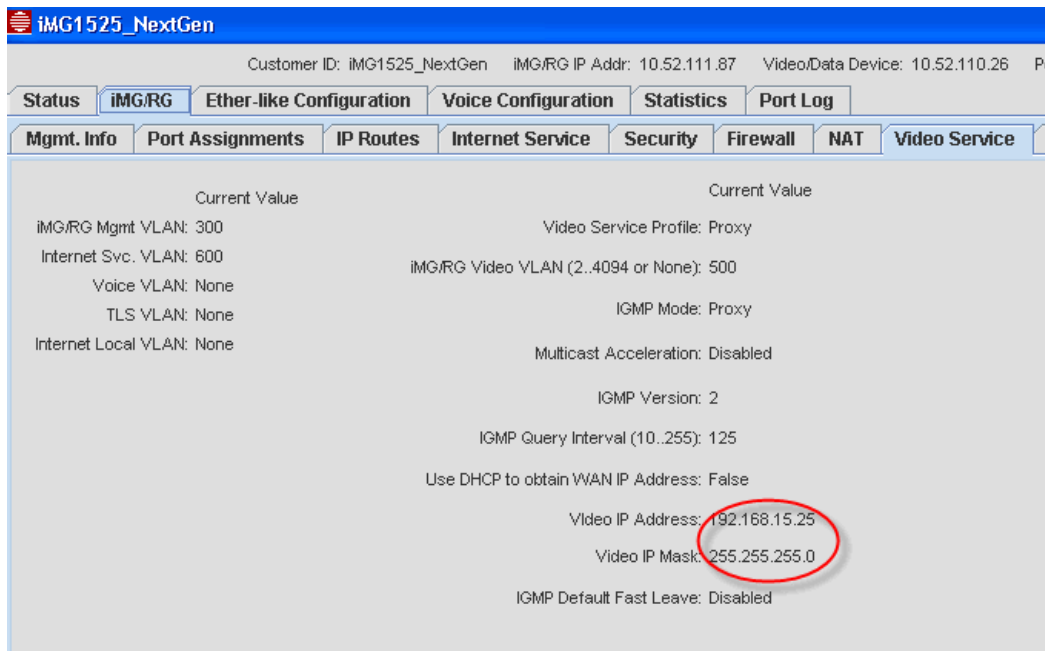 iMG1525_NextGen
Customer ID: iMG1525_NextGen iMG/RG IP Addr: 10.52.111.87 Video/Data Device: 10.52.110.26
Status iMG/RG Ether-like Configuration Voice Configuration Statistics Port Log
Mgmt. Info Port Assignments IP Routes Internet Service Security Firewall NAT Video Service
Current Value
iMG/RG Mgmt VLAN: 300
Internet Svc. VLAN: 600
Voice VLAN: None
TLS VLAN: None
Internet Local VLAN: None
Current Value
Video Service Profile: Proxy
iMG/RG Video VLAN (2..4094 or None): 500
IGMP Mode: Proxy
Multicast Acceleration: Disabled
IGMP Version: 2
IGMP Query Interval (10..255): 125
Use DHCP to obtain WAN IP Address: False
VIdeo IP Address: 192.168.15.25
Video IP Mask: 255.255.255.0
IGMP Default Fast Leave: Disabled